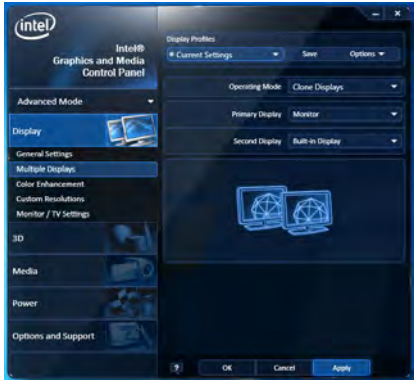 intel
Intel®
Graphics and Media
Control Panel
Advanced Mode
Display
General Settings
Multiple Displays
Color Enhancement
Custom Resolutions
Monitor / TV Settings
3D
Media
Power
Options and Support
Display Profiles
* Current Settings
Save
Options
Operating Mode
Clone Displays
Primary Display
Monitor
Second Display
Built-in Display
?
OK
Cancel
Apply